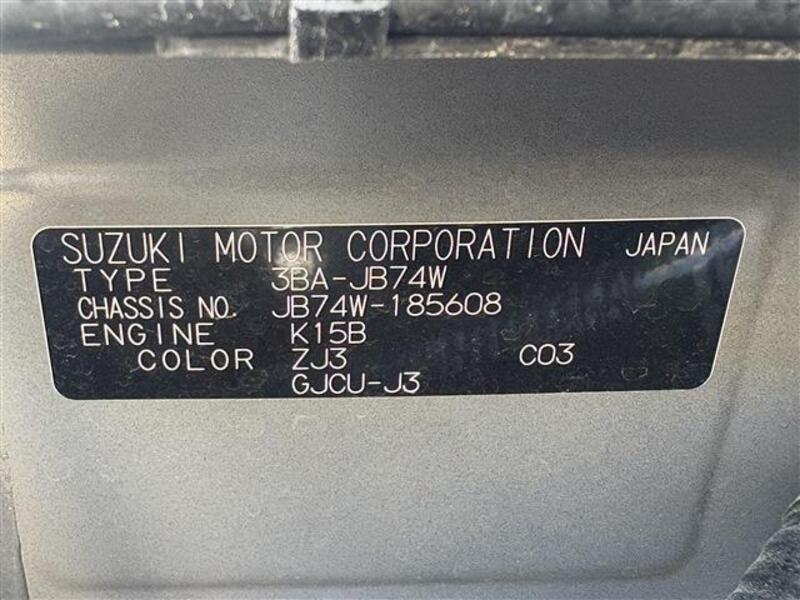 SUZUKI MOTOR CORPORATION JAPAN
TYPE 3BA-JB74W
CHASSIS NO. JB74W-185608
ENGINE K15B
COLOR ZJ3 C03
GJCU-J3